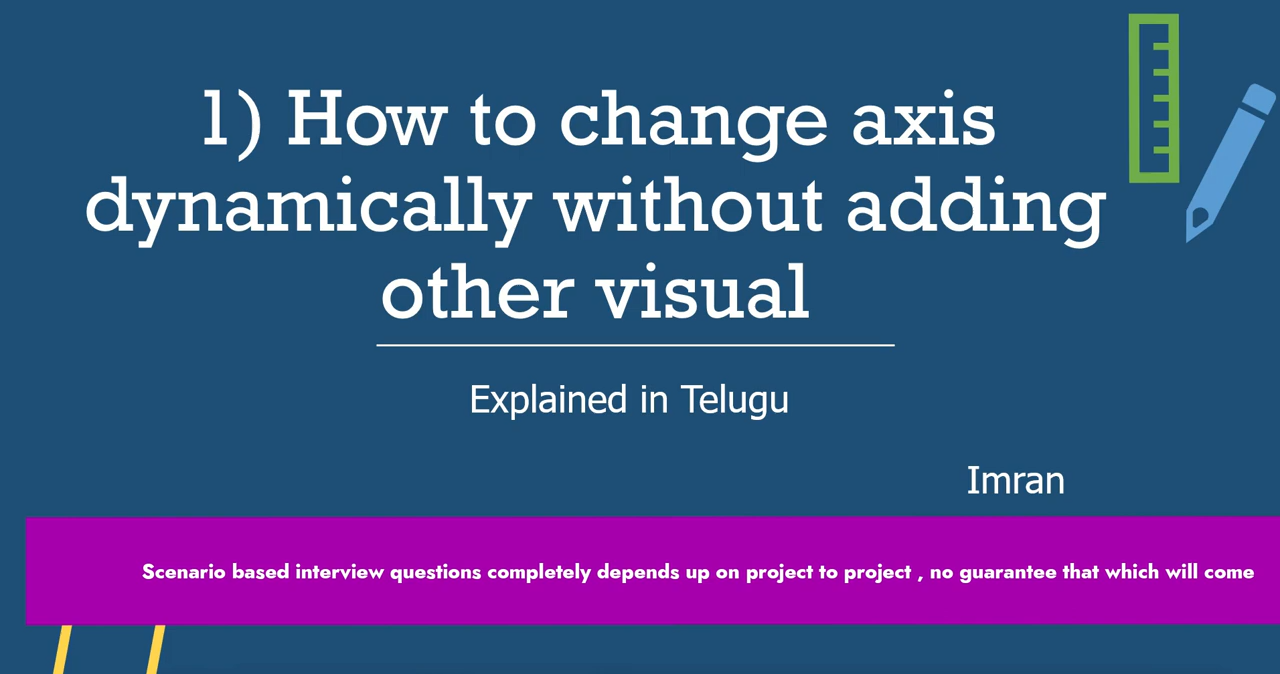 1) How to change axis
dynamically without adding
other visual
Explained in Telugu
Imran
Scenario based interview questions completely depends up on project to project , no guarantee that which will come